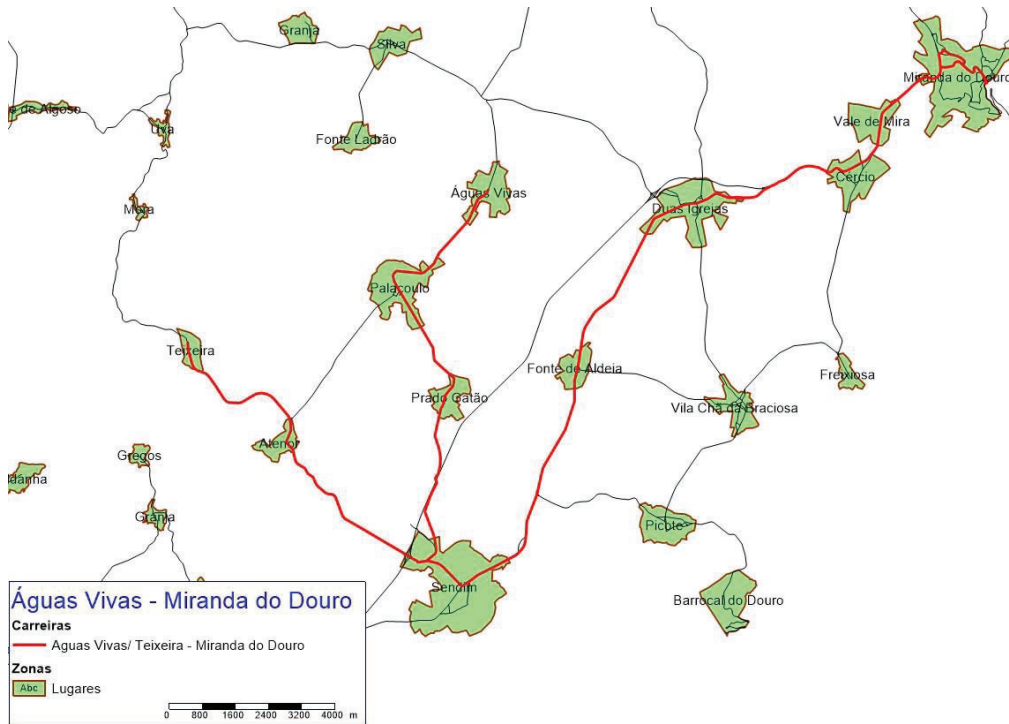 Granja
Silva
Miranda do Douro
e de Algoso
Uva
Fonte Ladrão
Vale de Mira
Cércio
Águas Vivas
Mora
Duas Igrejas
Palaçoulo
Teixeira
Fonte de Aldeia
Freixiosa
Prado Gatão
Vila Chã da Braciosa
Atenor
Gregos
Granja
Picote
Sendim
Barrocal do Douro
Águas Vivas - Miranda do Douro
Carreiras
Aguas Vivas/ Teixeira - Miranda do Douro
Zonas
Abc Lugares
0 800 1600 2400 3200 4000 m